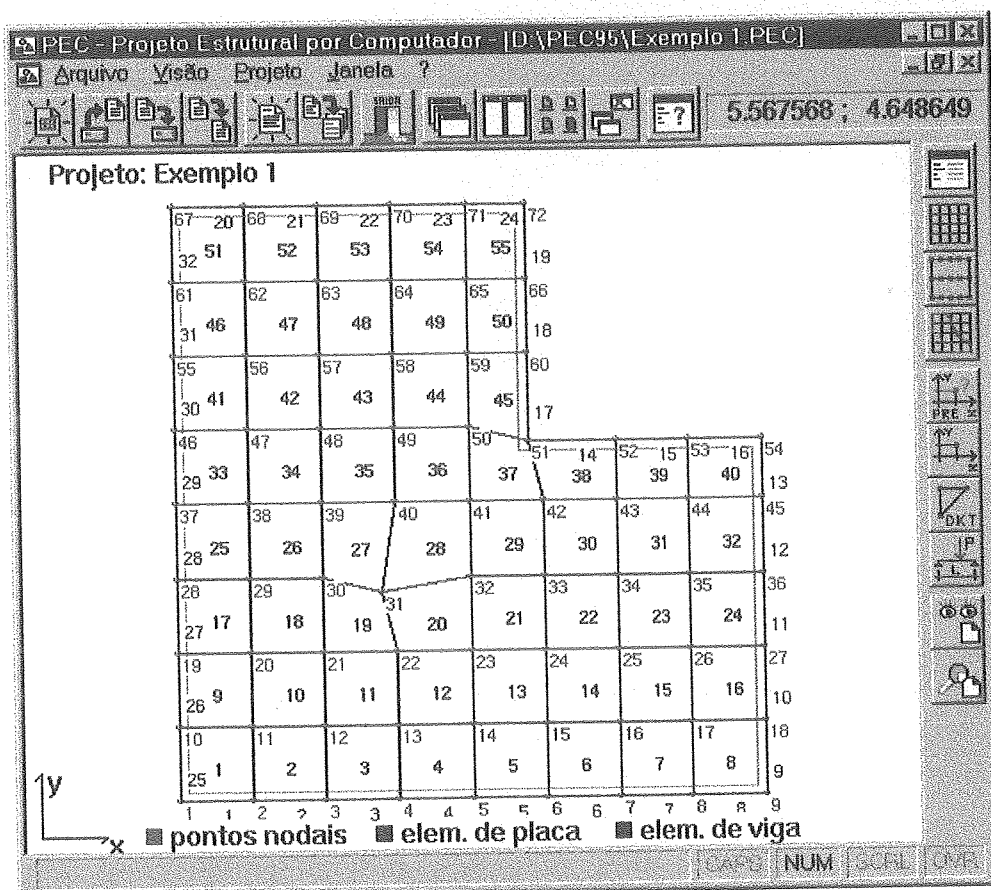 PEC - Projeto Estrutural por Computador - [D:\PEC95\Exemplo 1.PEC]
Arquivo Visão Projeto Janela ?
SAIDA ? 5.567568 ; 4.648649
Projeto: Exemplo 1
67 20 68 21 69 22 70 23 71 24 72
32 51 52 53 54 55 19
61 62 63 64 65 66
31 46 47 48 49 50 18
55 56 57 58 59 60
30 41 42 43 44 45 17
46 47 48 49 50 51 14 52 15 53 16 54
29 33 34 35 36 37 38 39 40 13
37 38 39 40 41 42 43 44 45
28 25 26 27 28 29 30 31 32 12
28 29 30 31 32 33 34 35 36
27 17 18 19 20 21 22 23 24 11
19 20 21 22 23 24 25 26 27
26 9 10 11 12 13 14 15 16 10
10 11 12 13 14 15 16 17 18
25 1 2 3 4 5 6 7 8 9
1 1 2 2 3 3 4 4 5 5 6 6 7 7 8 8 9
y
x
pontos nodais elem. de placa elem. de viga
Y
PRE x
Y
x
DKT
P
L
CAPS NUM SCRL OVR